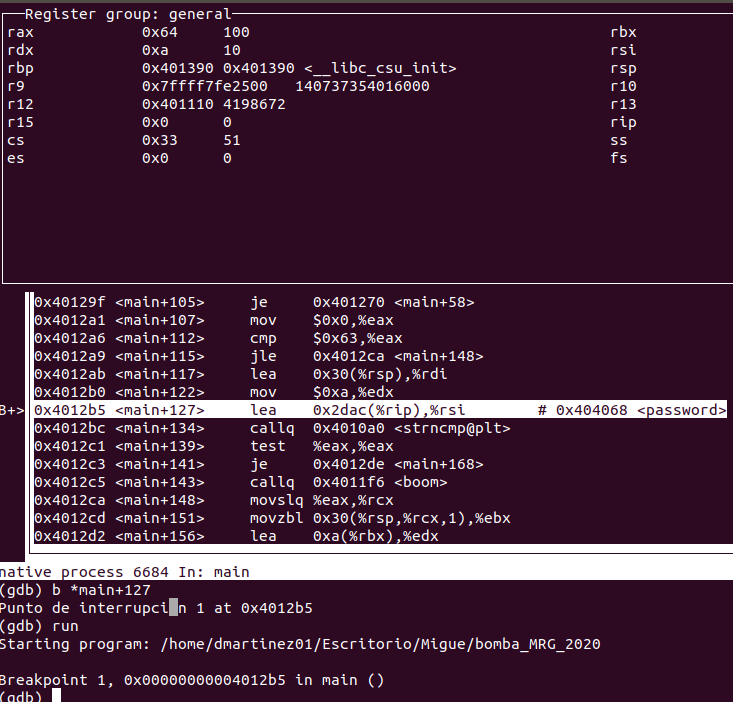 Register group: general
rax 0x64 100 rbx
rdx 0xa 10 rsi
rbp 0x401390 0x401390 <__libc_csu_init> rsp
r9 0x7ffff7fe2500 140737354016000 r10
r12 0x401110 4198672 r13
r15 0x0 0 rip
cs 0x33 51 ss
es 0x0 0 fs
0x40129f <main+105> je 0x401270 <main+58>
0x4012a1 <main+107> mov $0x0,%eax
0x4012a6 <main+112> cmp $0x63,%eax
0x4012a9 <main+115> jle 0x4012ca <main+148>
0x4012ab <main+117> lea 0x30(%rsp),%rdi
0x4012b0 <main+122> mov $0xa,%edx
B+> 0x4012b5 <main+127> lea 0x2dac(%rip),%rsi # 0x404068 <password>
0x4012bc <main+134> callq 0x4010a0 <strncmp@plt>
0x4012c1 <main+139> test %eax,%eax
0x4012c3 <main+141> je 0x4012de <main+168>
0x4012c5 <main+143> callq 0x4011f6 <boom>
0x4012ca <main+148> movslq %eax,%rcx
0x4012cd <main+151> movzbl 0x30(%rsp,%rcx,1),%ebx
0x4012d2 <main+156> lea 0xa(%rbx),%edx
native process 6684 In: main
(gdb) b *main+127
Punto de interrupción 1 at 0x4012b5
(gdb) run
Starting program: /home/dmartinez01/Escritorio/Migue/bomba_MRG_2020
Breakpoint 1, 0x00000000004012b5 in main ()
(gdb)